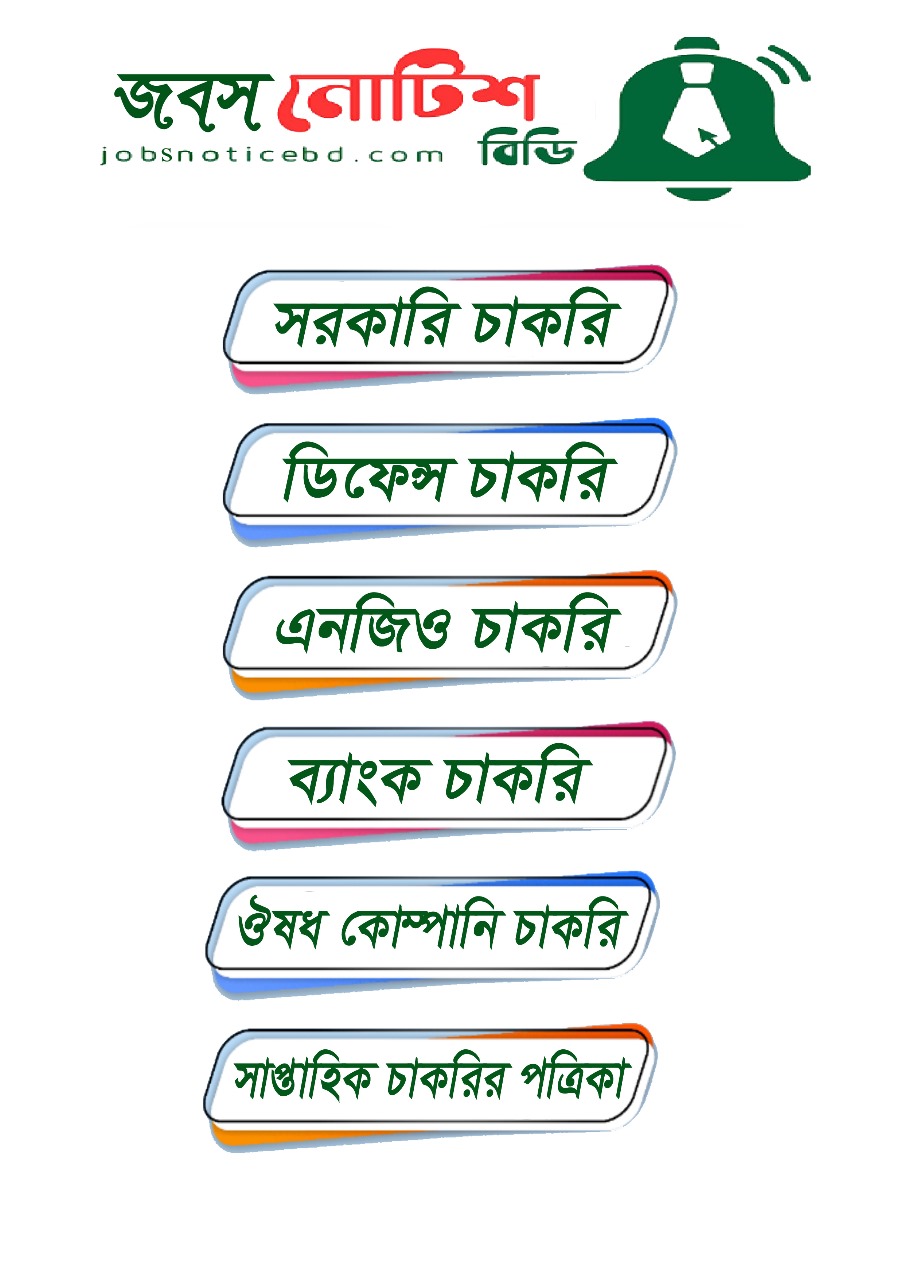 জবস নোটিশ
jobsnoticebd.com বিডি
সরকারি চাকরি
ডিফেন্স চাকরি
এনজিও চাকরি
ব্যাংক চাকরি
ঔষধ কোম্পানি চাকরি
সাপ্তাহিক চাকরির পত্রিকা